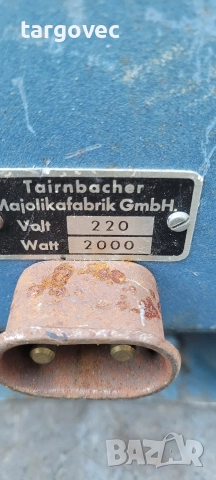 targovec
Tairnbacher
Majolikafabrik GmbH.
Volt 220
Watt 2000
BAZAR